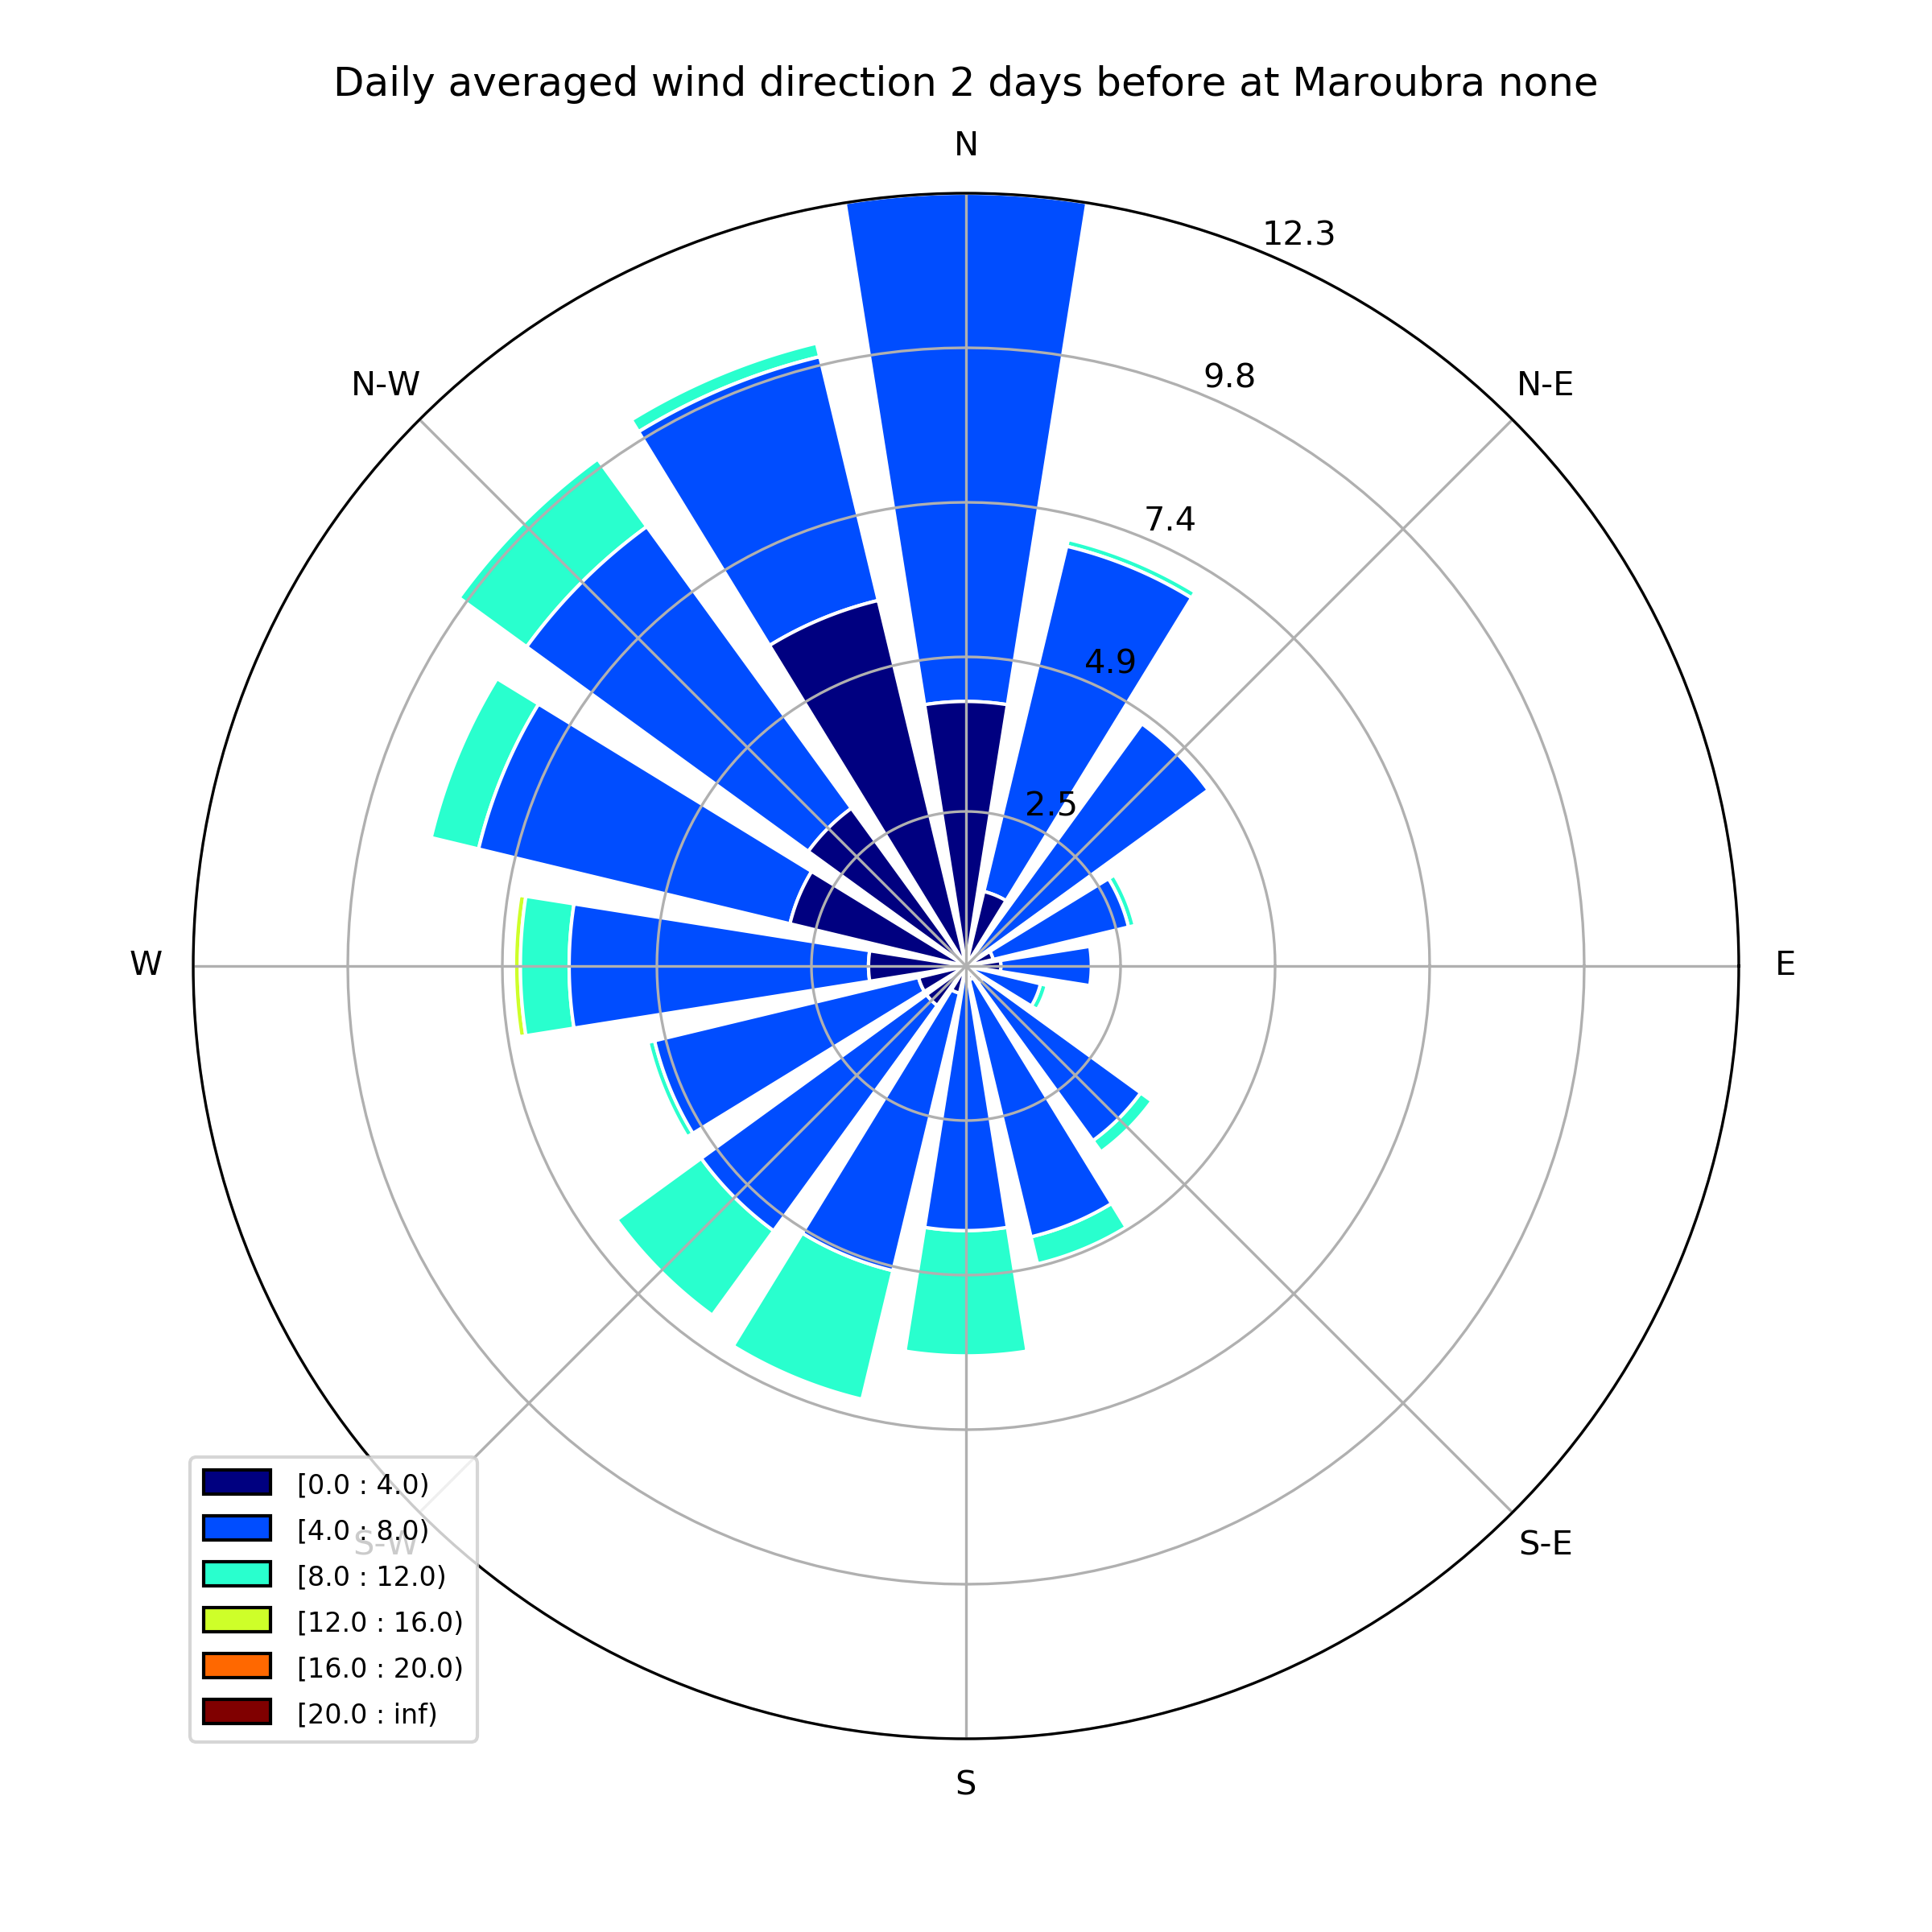 Daily averaged wind direction 2 days before at Maroubra none
N
12.3
N-W
9.8
N-E
7.4
4.9
2.5
W
E
[0.0 : 4.0)
[4.0 : 8.0)
S-W
S-E
[8.0 : 12.0)
[12.0 : 16.0)
[16.0 : 20.0)
[20.0 : inf)
S